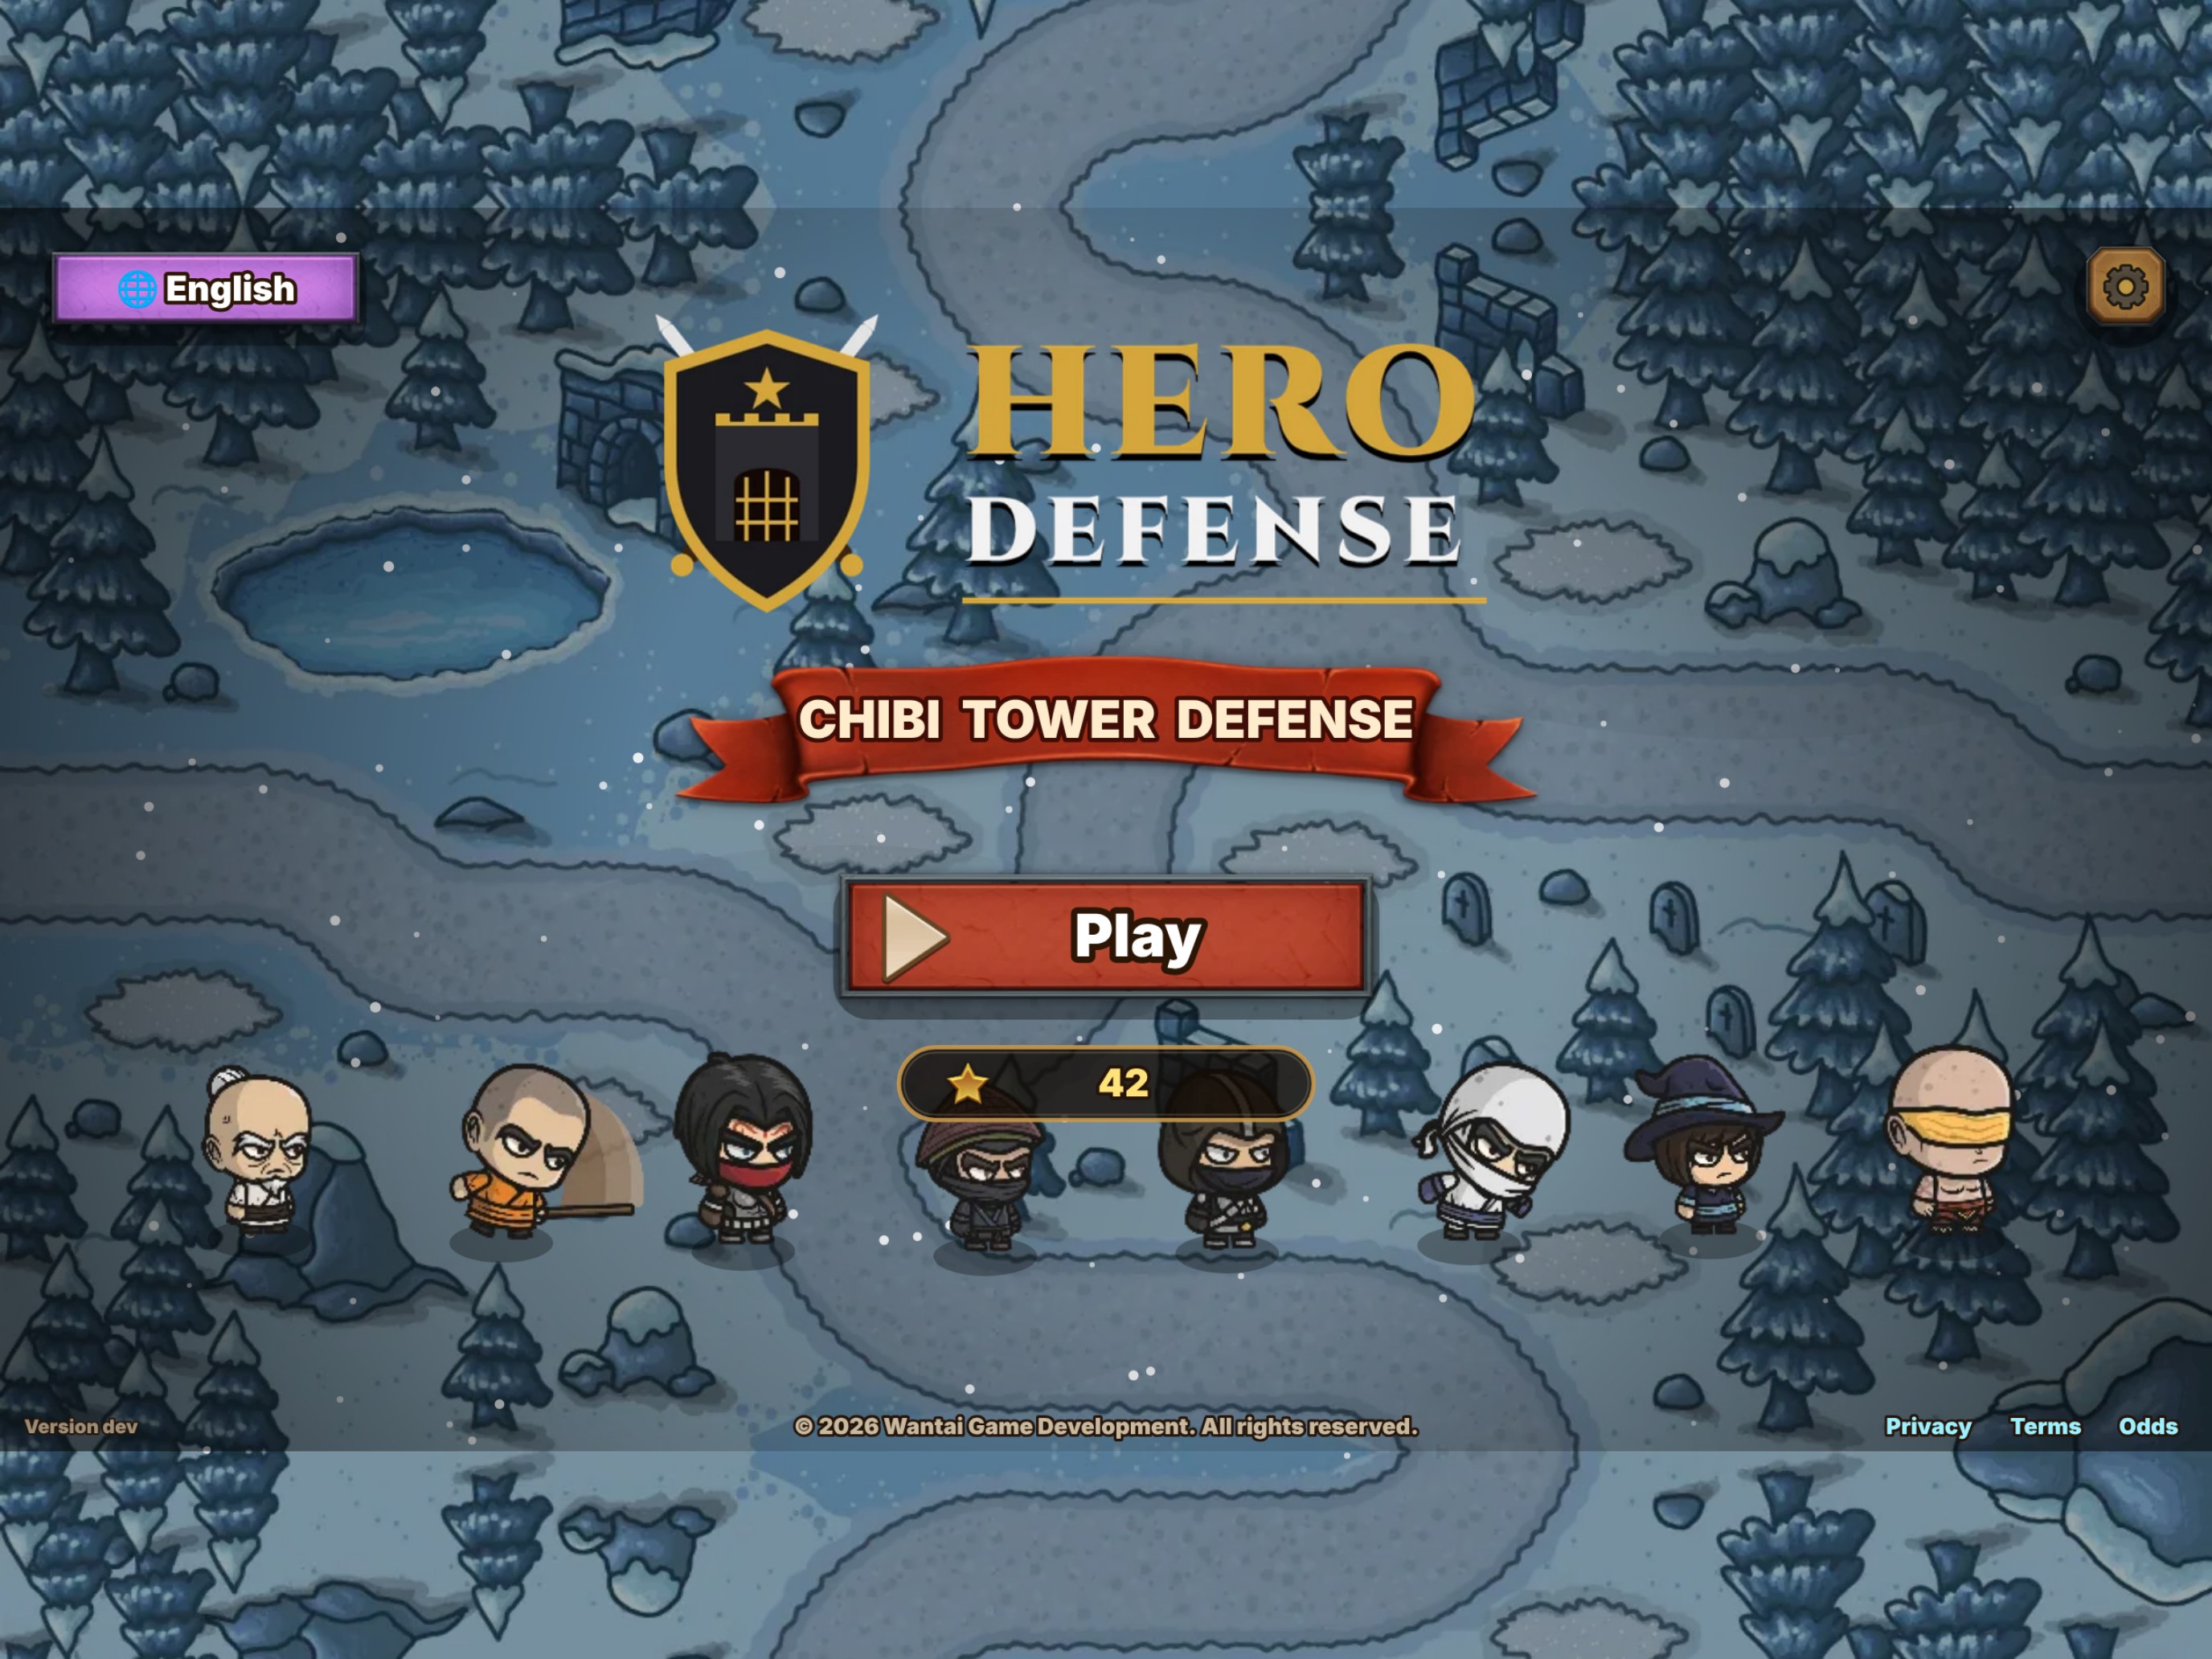 🌐 English
HERO
DEFENSE
CHIBI TOWER DEFENSE
Play
42
Version dev
© 2026 Wantai Game Development. All rights reserved.
Privacy Terms Odds